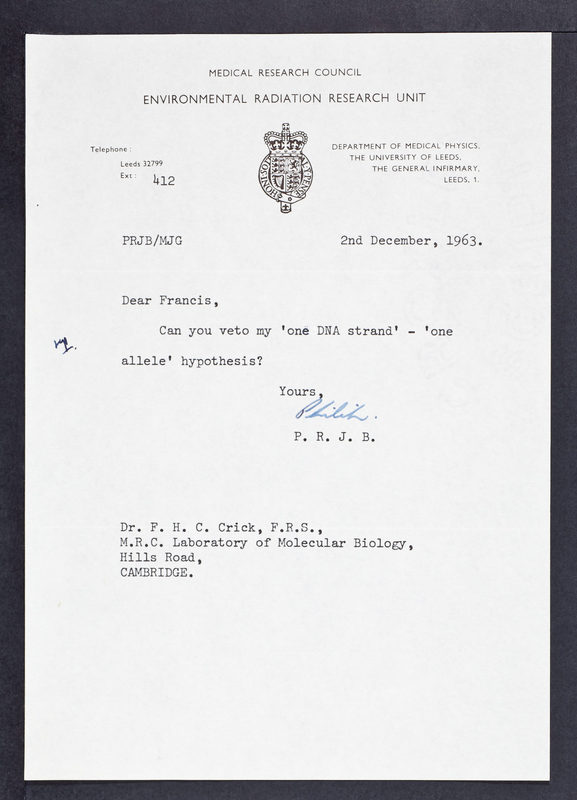 MEDICAL RESEARCH COUNCIL
ENVIRONMENTAL RADIATION RESEARCH UNIT
Telephone :
Leeds 32799
Ext : 412
DEPARTMENT OF MEDICAL PHYSICS,
THE UNIVERSITY OF LEEDS,
THE GENERAL INFIRMARY,
LEEDS, 1.
PRJB/MJG
2nd December, 1963.
Dear Francis,
Can you veto my 'one DNA strand' - 'one
allele' hypothesis?
Yours,
Philip.
P. R. J. B.
Dr. F. H. C. Crick, F.R.S.,
M.R.C. Laboratory of Molecular Biology,
Hills Road,
CAMBRIDGE.